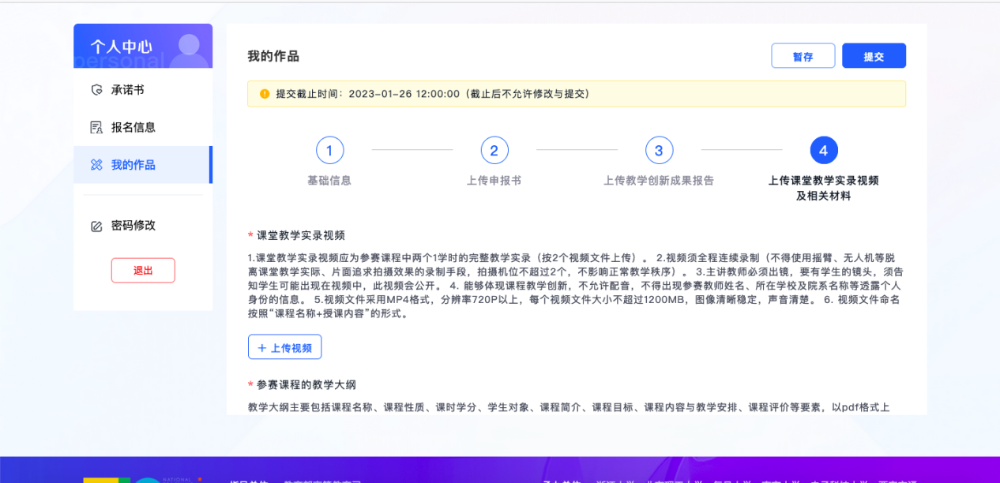 个人中心
personal
承诺书
报名信息
我的作品
密码修改
退出
我的作品
暂存
提交
提交截止时间：2023-01-26 12:00:00（截止后不允许修改与提交）
1
2
3
4
基础信息
上传申报书
上传教学创新成果报告
上传课堂教学实录视频
及相关材料
* 课堂教学实录视频
1.课堂教学实录视频应为参赛课程中两个1学时的完整教学实录（按2个视频文件上传）。 2.视频须全程连续录制（不得使用摇臂、无人机等脱
离课堂教学实际、片面追求拍摄效果的录制手段，拍摄机位不超过2个，不影响正常教学秩序）。 3.主讲教师必须出镜，要有学生的镜头，须告
知学生可能出现在视频中，此视频会公开。 4. 能够体现课程教学创新，不允许配音，不得出现参赛教师姓名、所在学校及院系名称等透露个人
身份的信息。 5.视频文件采用MP4格式，分辨率720P以上，每个视频文件大小不超过1200MB，图像清晰稳定，声音清楚。 6. 视频文件命名
按照“课程名称+授课内容”的形式。
+ 上传视频
* 参赛课程的教学大纲
教学大纲主要包括课程名称、课程性质、课时学分、学生对象、课程简介、课程目标、课程内容与教学安排、课程评价等要素，以pdf格式上
NATIONAL